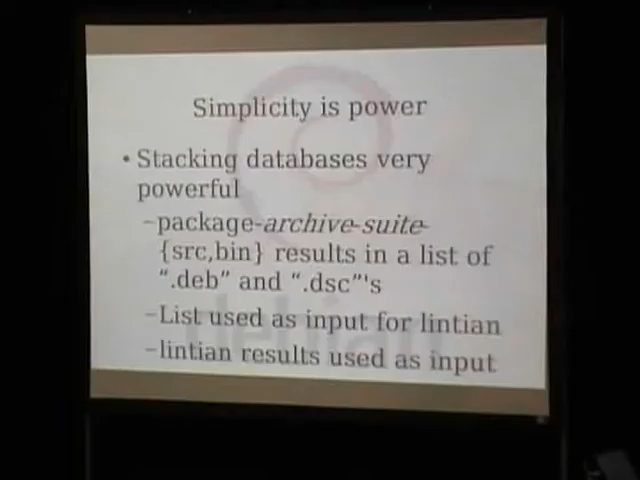 Simplicity is power
• Stacking databases very
powerful
–package-archive-suite-
{src,bin} results in a list of
“.deb” and “.dsc”'s
–List used as input for lintian
–lintian results used as input
debian